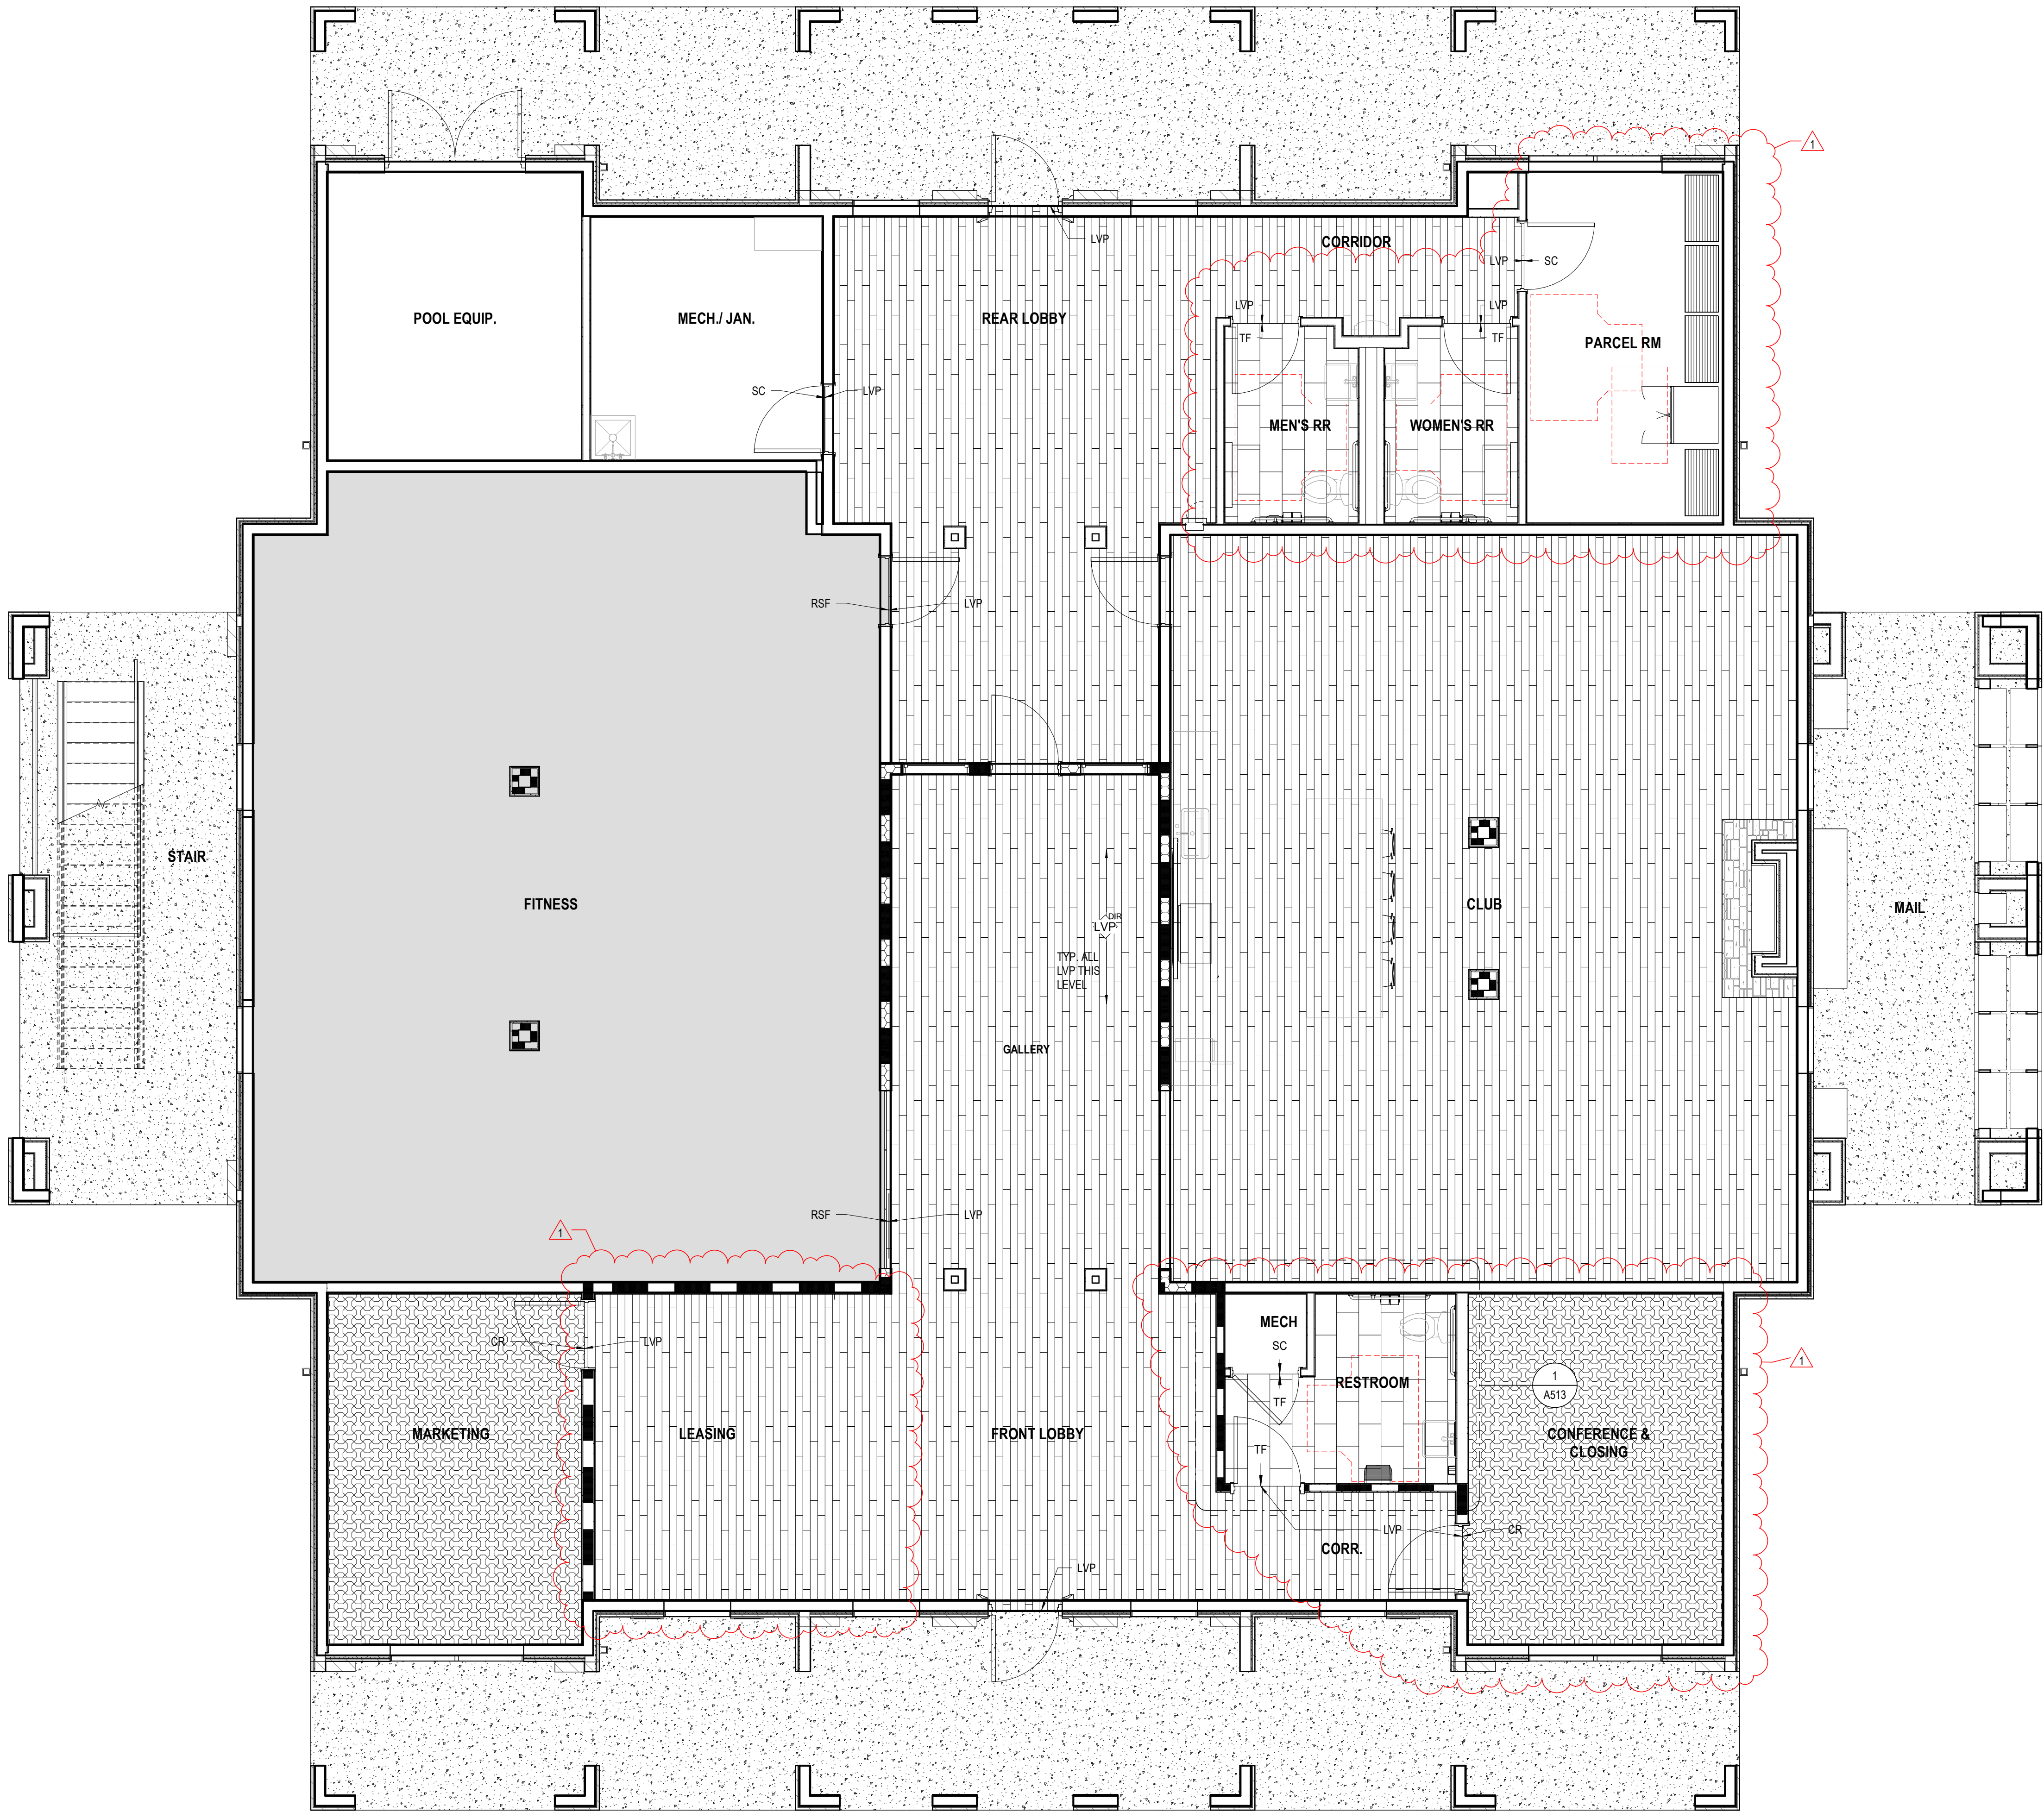 1
LVP
CORRIDOR
LVP
SC
LVP
LVP
POOL EQUIP.
MECH./ JAN.
REAR LOBBY
TF
TF
PARCEL RM
SC
LVP
MEN'S RR
WOMEN'S RR
RSF
LVP
STAIR
FITNESS
CLUB
MAIL
DIR
LVP
TYP. ALL
LVP THIS
LEVEL
GALLERY
RSF
LVP
1
MECH
CR
LVP
SC
1
RESTROOM
1
A513
TF
MARKETING
LEASING
FRONT LOBBY
CONFERENCE &
CLOSING
TF
LVP
CR
CORR.
LVP